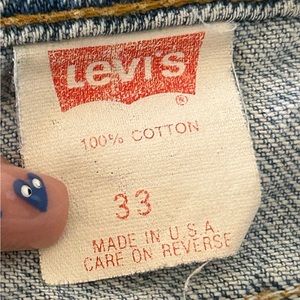 LEVI'S
®
100% COTTON
33
MADE IN U.S.A.
CARE ON REVERSE